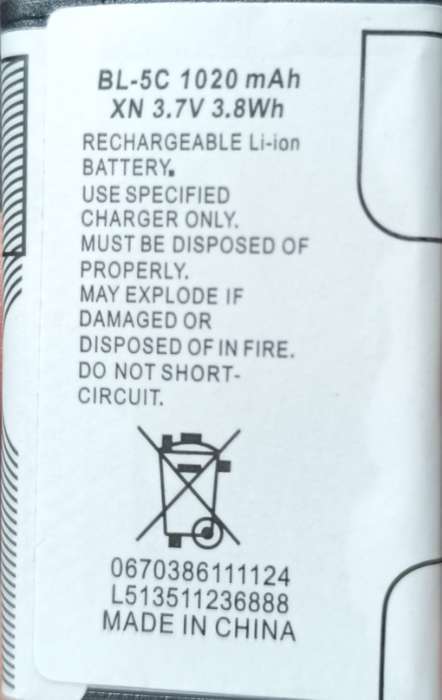 BL-5C 1020 mAh
XN 3.7V 3.8Wh
RECHARGEABLE Li-ion
BATTERY.
USE SPECIFIED
CHARGER ONLY.
MUST BE DISPOSED OF
PROPERLY.
MAY EXPLODE IF
DAMAGED OR
DISPOSED OF IN FIRE.
DO NOT SHORT-
CIRCUIT.
0670386111124
L513511236888
MADE IN CHINA